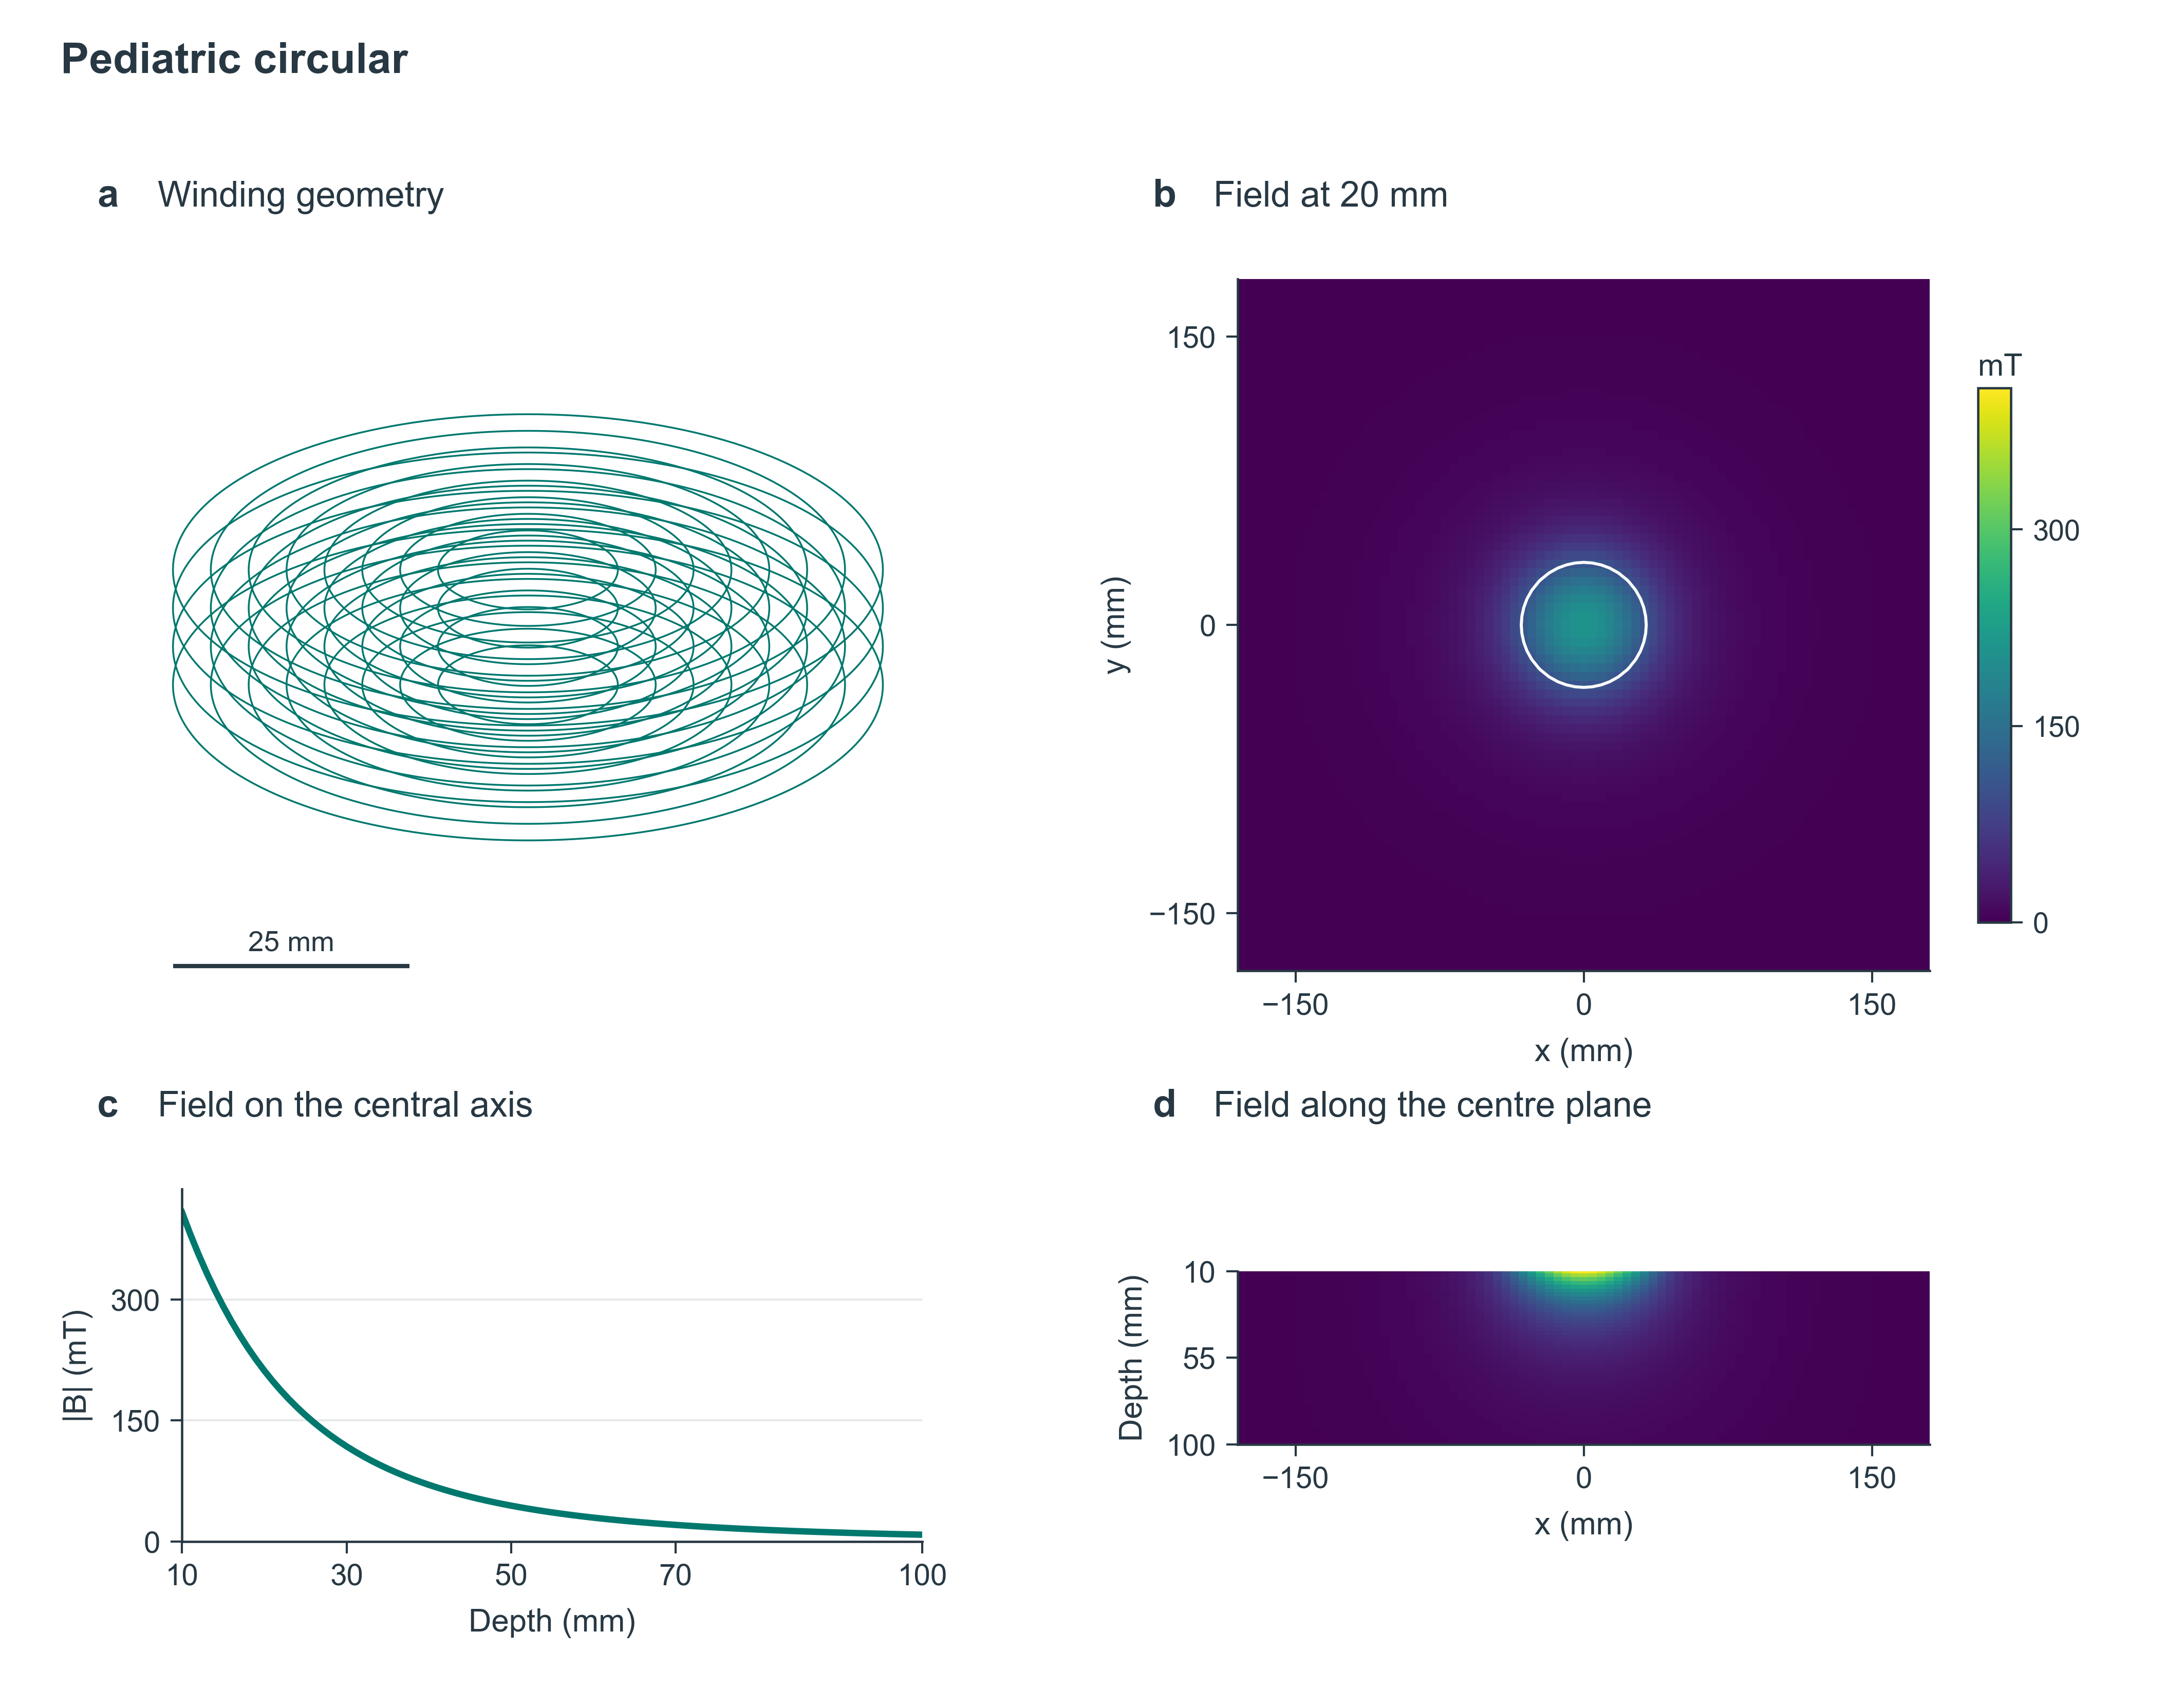 Pediatric circular
a Winding geometry
25 mm
b Field at 20 mm
mT
300
150
0
150
0
−150
y (mm)
−150 0 150
x (mm)
c Field on the central axis
300
150
0
|B| (mT)
10 30 50 70 100
Depth (mm)
d Field along the centre plane
10
55
100
Depth (mm)
−150 0 150
x (mm)